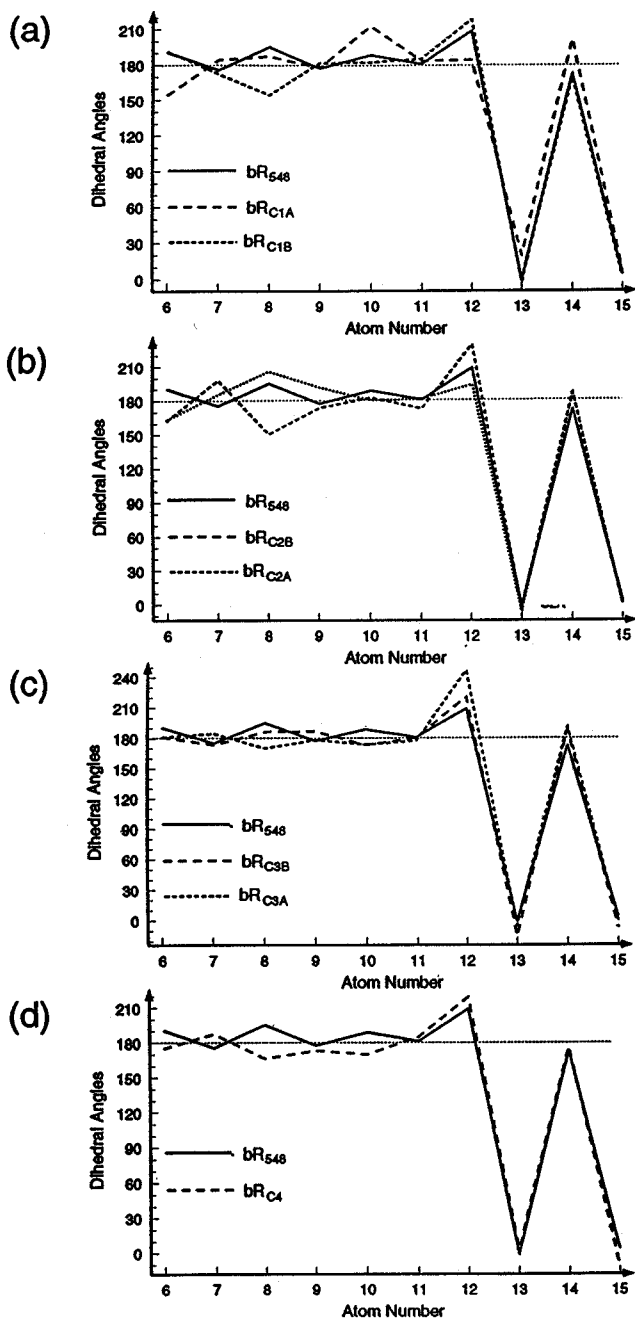 (a)
210
180
150
120
90
60
30
0
Dihedral Angles
bR548
bRC1A
bRC1B
6 7 8 9 10 11 12 13 14 15
Atom Number
(b)
210
180
150
120
90
60
30
0
Dihedral Angles
bR548
bRC2B
bRC2A
6 7 8 9 10 11 12 13 14 15
Atom Number
(c)
240
210
180
150
120
90
60
30
0
Dihedral Angles
bR548
bRC3B
bRC3A
6 7 8 9 10 11 12 13 14 15
Atom Number
(d)
210
180
150
120
90
60
30
0
Dihedral Angles
bR548
bRC4
6 7 8 9 10 11 12 13 14 15
Atom Number